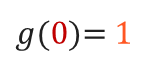 g(0)= 1